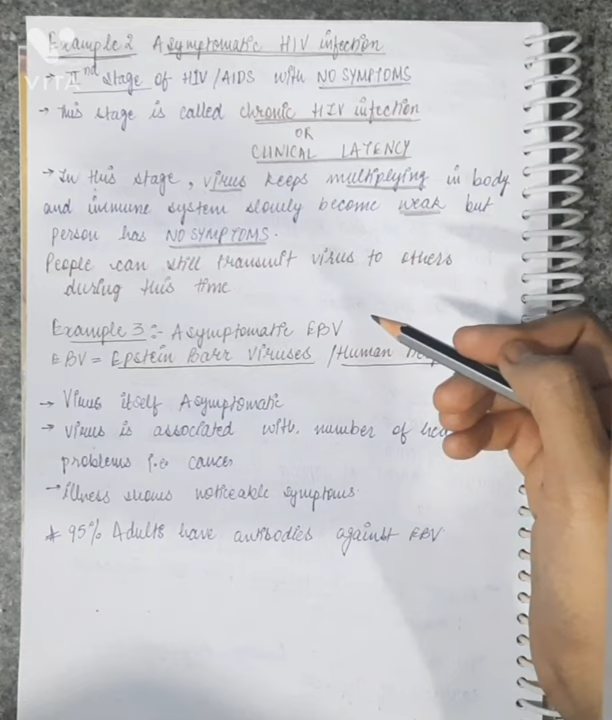 VITA
Example 2 Asymptomatic HIV infection
→ IInd stage of HIV/AIDS with NO SYMPTOMS
→ This stage is called chronic HIV infection
OR
CLINICAL LATENCY
→ In this stage, virus keeps multiplying in body
and immune system slowly become weak but
person has NO SYMPTOMS.
People can still transmit virus to others
during this time
Example 3 :- Asymptomatic EBV
EBV = Epstein Barr Viruses / Human
→ Virus itself Asymptomatic
→ virus is associated with. number of
problems i.e cancer
→ Illness shows noticeable symptoms.
* 95% Adults have antibodies against EBV